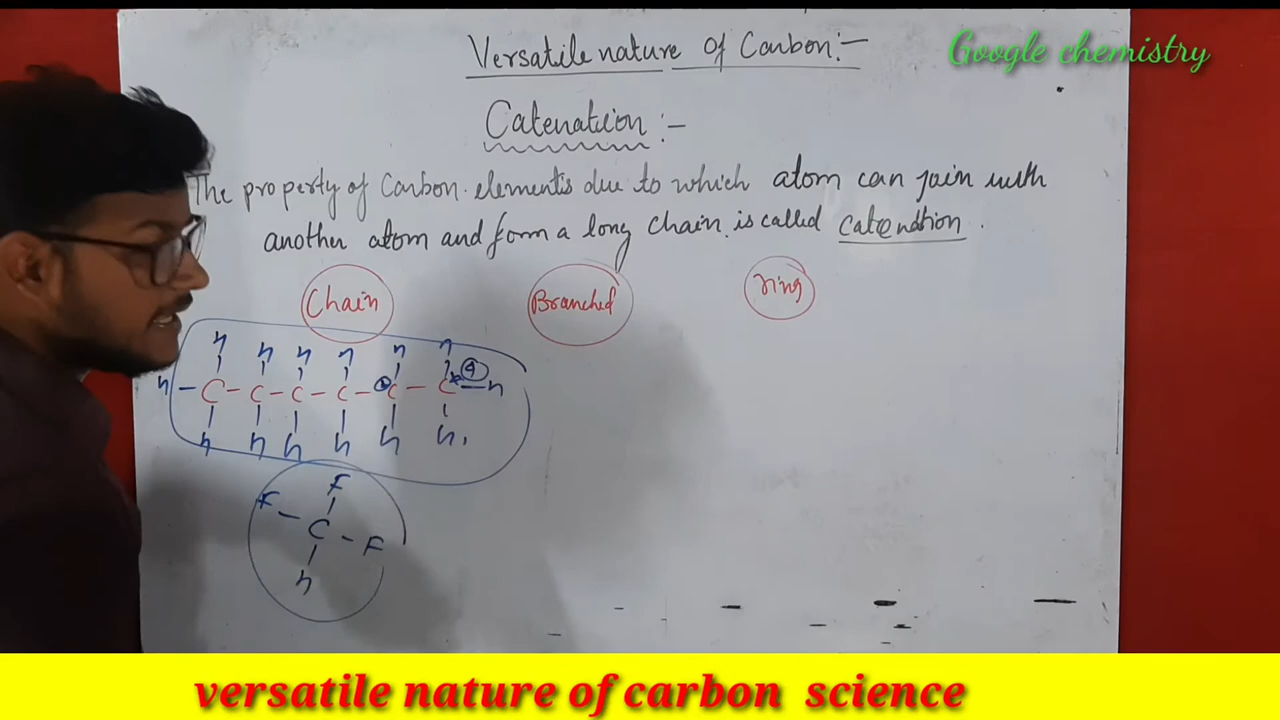 Versatile nature of Carbon:-
Google chemistry
Catenation :-
The property of Carbon elements due to which atom can join with
another atom and form a long chain is called catenation.
Chain Branched ring
H H H H H H
H - C - C - C - C - C - C - H
4
H H H H H H
F
F - C - F
H
versatile nature of carbon science